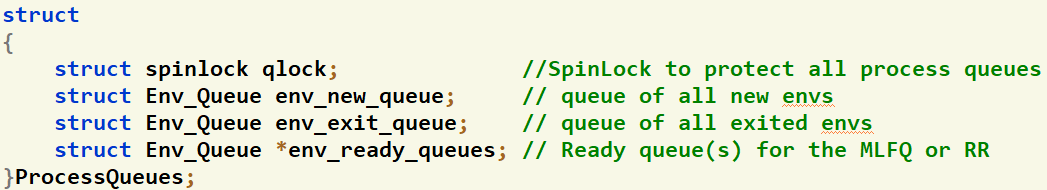 struct
{
    struct spinlock qlock;              //SpinLock to protect all process queues
    struct Env_Queue env_new_queue;     // queue of all new envs
    struct Env_Queue env_exit_queue;    // queue of all exited envs
    struct Env_Queue *env_ready_queues; // Ready queue(s) for the MLFQ or RR
}ProcessQueues;